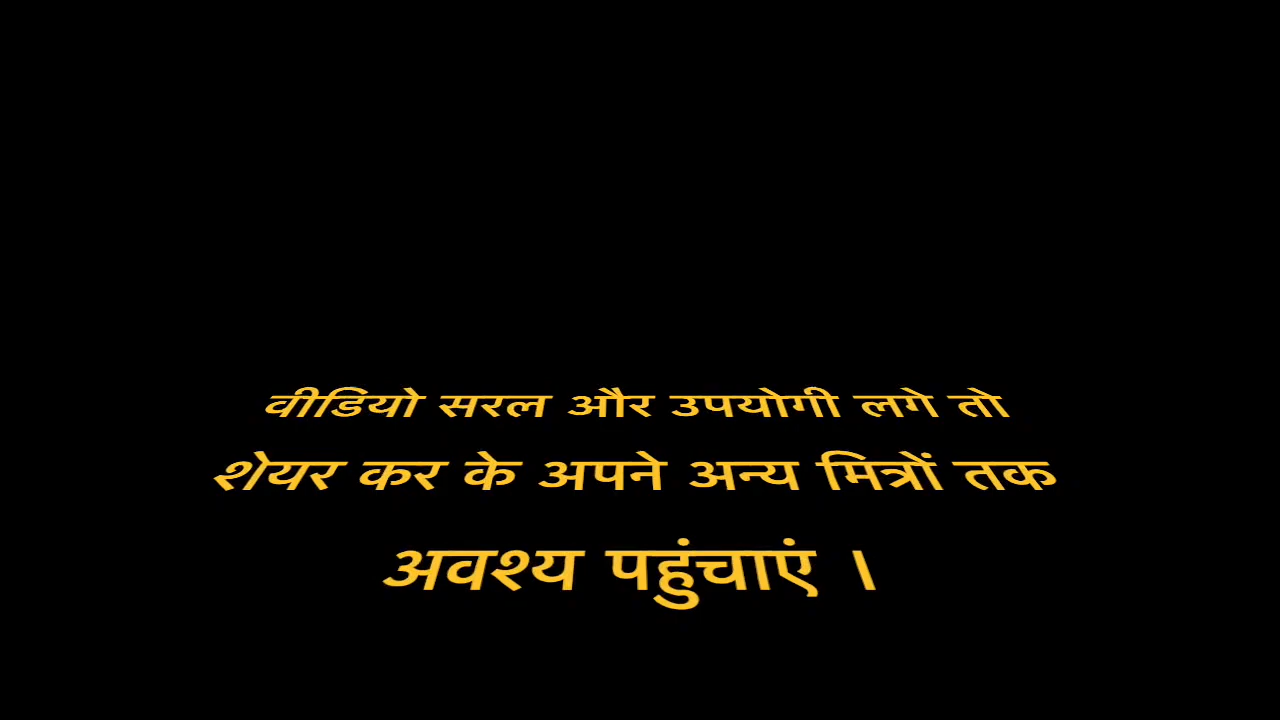 वीडियो सरल और उपयोगी लगे तो
शेयर कर के अपने अन्य मित्रों तक
अवश्य पहुंचाएं ।